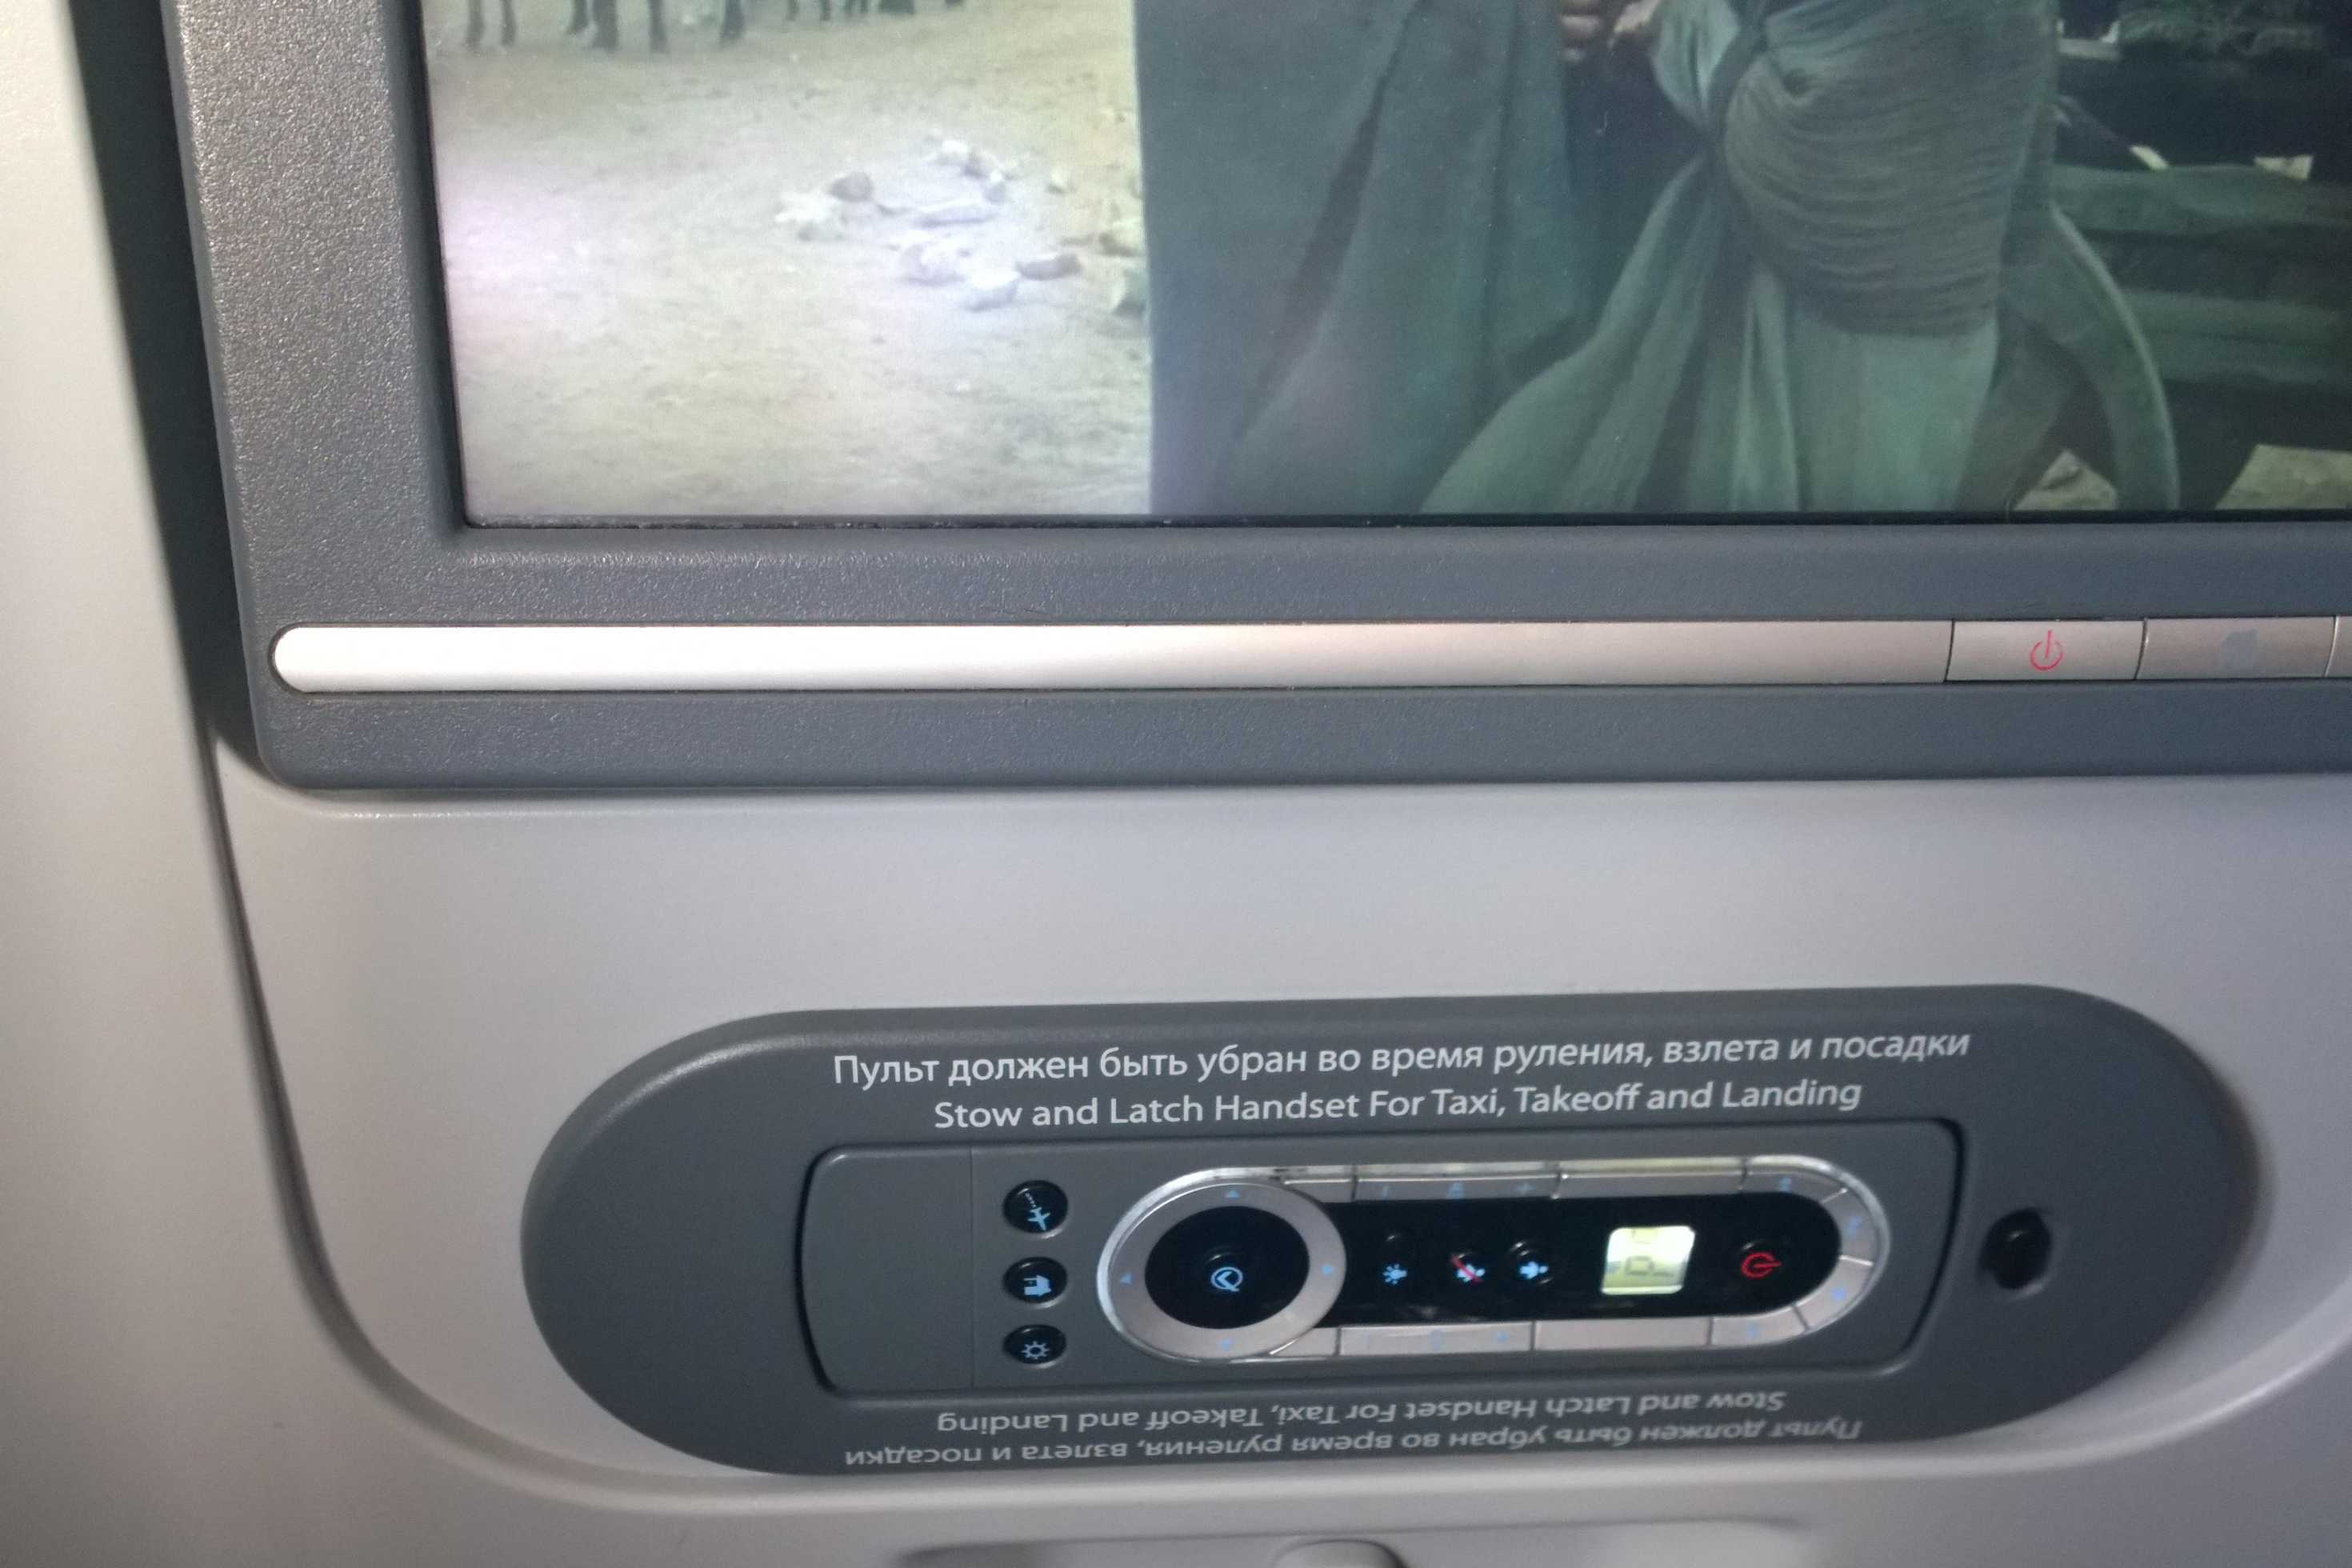 Пульт должен быть убран во время руления, взлета и посадки
Stow and Latch Handset For Taxi, Takeoff and Landing
Stow and Latch Handset For Taxi, Takeoff and Landing
Пульт должен быть убран во время руления, взлета и посадки